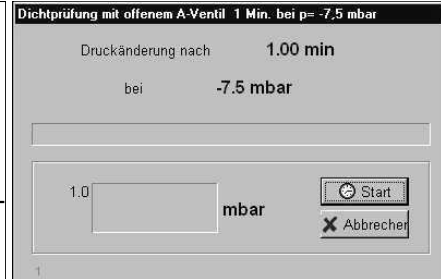 Dichtprüfung mit offenem A-Ventil 1 Min. bei p= -7,5 mbar
Druckänderung nach 1.00 min
bei -7.5 mbar
1.0
mbar
Start
Abbrecher
1